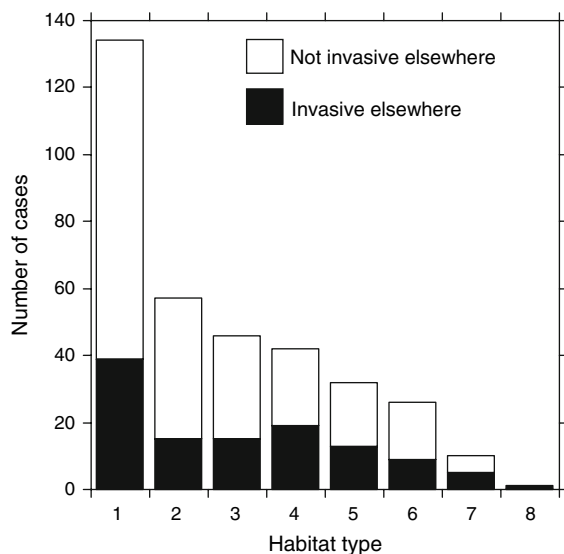 140
120
100
80
60
40
20
0
Number of cases
Not invasive elsewhere
Invasive elsewhere
1 2 3 4 5 6 7 8
Habitat type